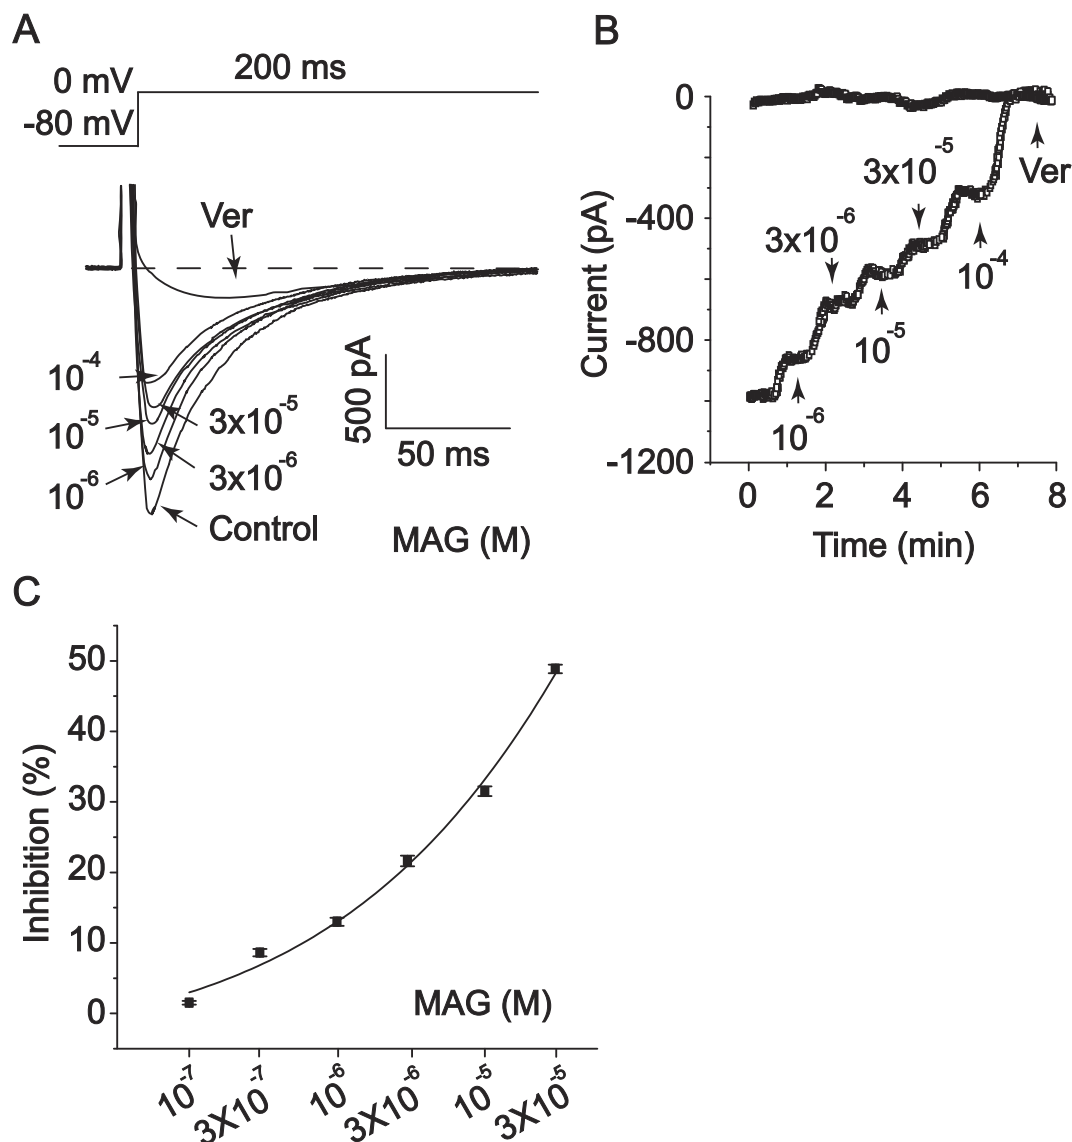 A
0 mV
200 ms
-80 mV
Ver
10⁻⁴
10⁻⁵
3x10⁻⁵
10⁻⁶
3x10⁻⁶
Control
500 pA
50 ms
MAG (M)
B
Current (pA)
0
-400
-800
-1200
3x10⁻⁵
Ver
3x10⁻⁶
10⁻⁴
10⁻⁵
10⁻⁶
0 2 4 6 8
Time (min)
C
Inhibition (%)
50
40
30
20
10
0
MAG (M)
10⁻⁷ 3X10⁻⁷ 10⁻⁶ 3X10⁻⁶ 10⁻⁵ 3X10⁻⁵